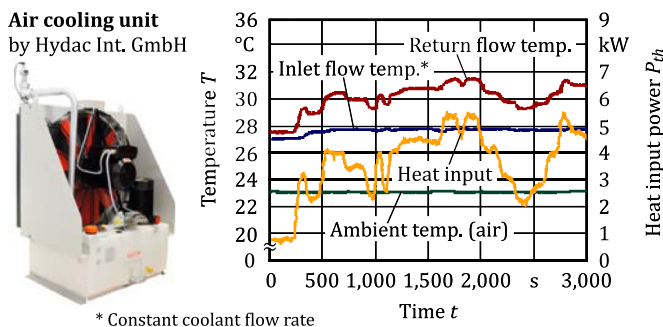 Air cooling unit
by Hydac Int. GmbH
36
°C
32
30
28
26
24
22
20
0
Temperature T
9
kW
7
6
5
4
3
2
1
0
Heat input power P_th
Return flow temp.
Inlet flow temp.*
Heat input
Ambient temp. (air)
0 500 1,000 1,500 2,000 s 3,000
Time t
* Constant coolant flow rate